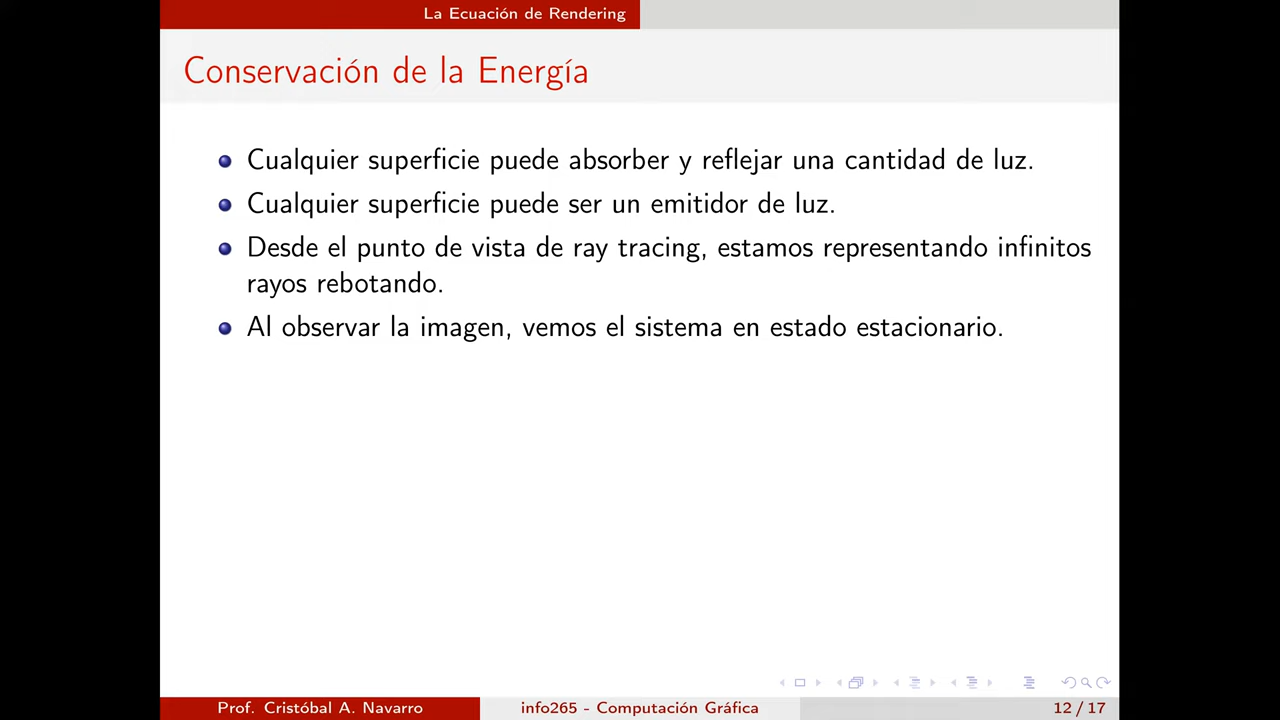 La Ecuación de Rendering
Conservación de la Energía
Cualquier superficie puede absorber y reflejar una cantidad de luz.
Cualquier superficie puede ser un emitidor de luz.
Desde el punto de vista de ray tracing, estamos representando infinitos
rayos rebotando.
Al observar la imagen, vemos el sistema en estado estacionario.
Prof. Cristóbal A. Navarro
info265 - Computación Gráfica
12 / 17